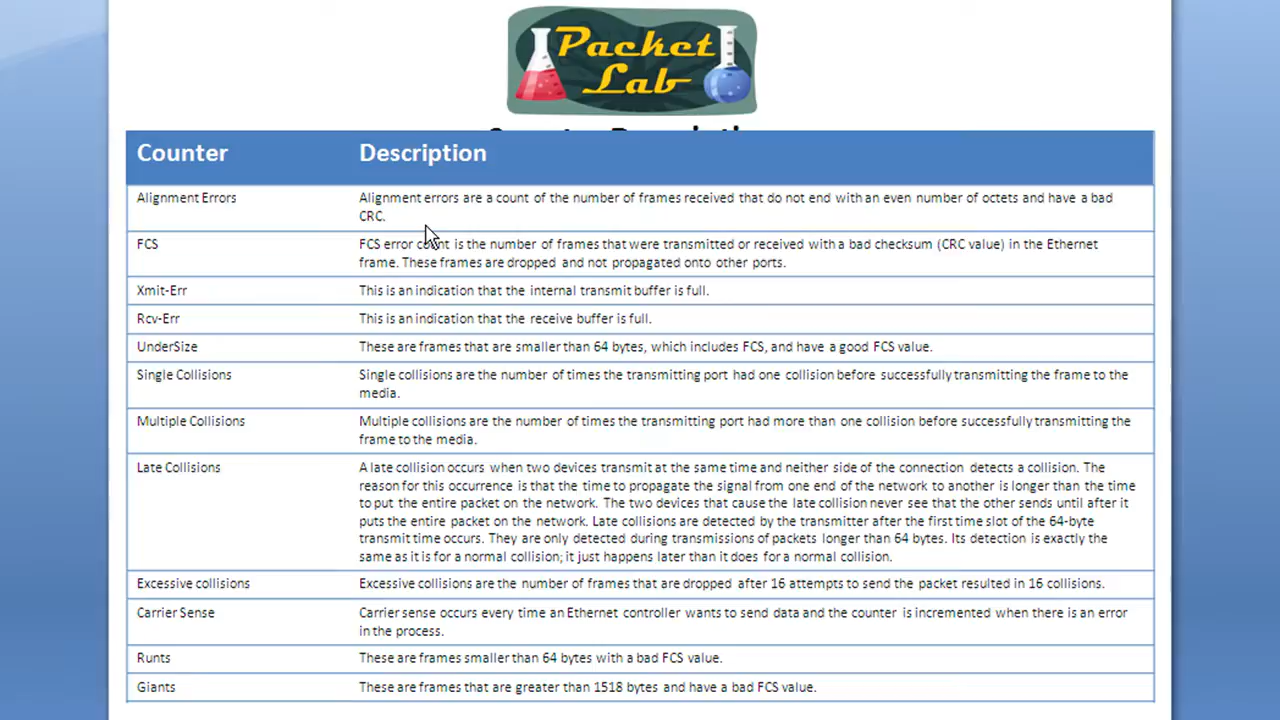 Packet
Lab
Counter Description
Alignment Errors Alignment errors are a count of the number of frames received that do not end with an even number of octets and have a bad
CRC.
FCS FCS error count is the number of frames that were transmitted or received with a bad checksum (CRC value) in the Ethernet
frame. These frames are dropped and not propagated onto other ports.
Xmit-Err This is an indication that the internal transmit buffer is full.
Rcv-Err This is an indication that the receive buffer is full.
UnderSize These are frames that are smaller than 64 bytes, which includes FCS, and have a good FCS value.
Single Collisions Single collisions are the number of times the transmitting port had one collision before successfully transmitting the frame to the
media.
Multiple Collisions Multiple collisions are the number of times the transmitting port had more than one collision before successfully transmitting the
frame to the media.
Late Collisions A late collision occurs when two devices transmit at the same time and neither side of the connection detects a collision. The
reason for this occurrence is that the time to propagate the signal from one end of the network to another is longer than the time
to put the entire packet on the network. The two devices that cause the late collision never see that the other sends until after it
puts the entire packet on the network. Late collisions are detected by the transmitter after the first time slot of the 64-byte
transmit time occurs. They are only detected during transmissions of packets longer than 64 bytes. Its detection is exactly the
same as it is for a normal collision; it just happens later than it does for a normal collision.
Excessive collisions Excessive collisions are the number of frames that are dropped after 16 attempts to send the packet resulted in 16 collisions.
Carrier Sense Carrier sense occurs every time an Ethernet controller wants to send data and the counter is incremented when there is an error
in the process.
Runts These are frames smaller than 64 bytes with a bad FCS value.
Giants These are frames that are greater than 1518 bytes and have a bad FCS value.